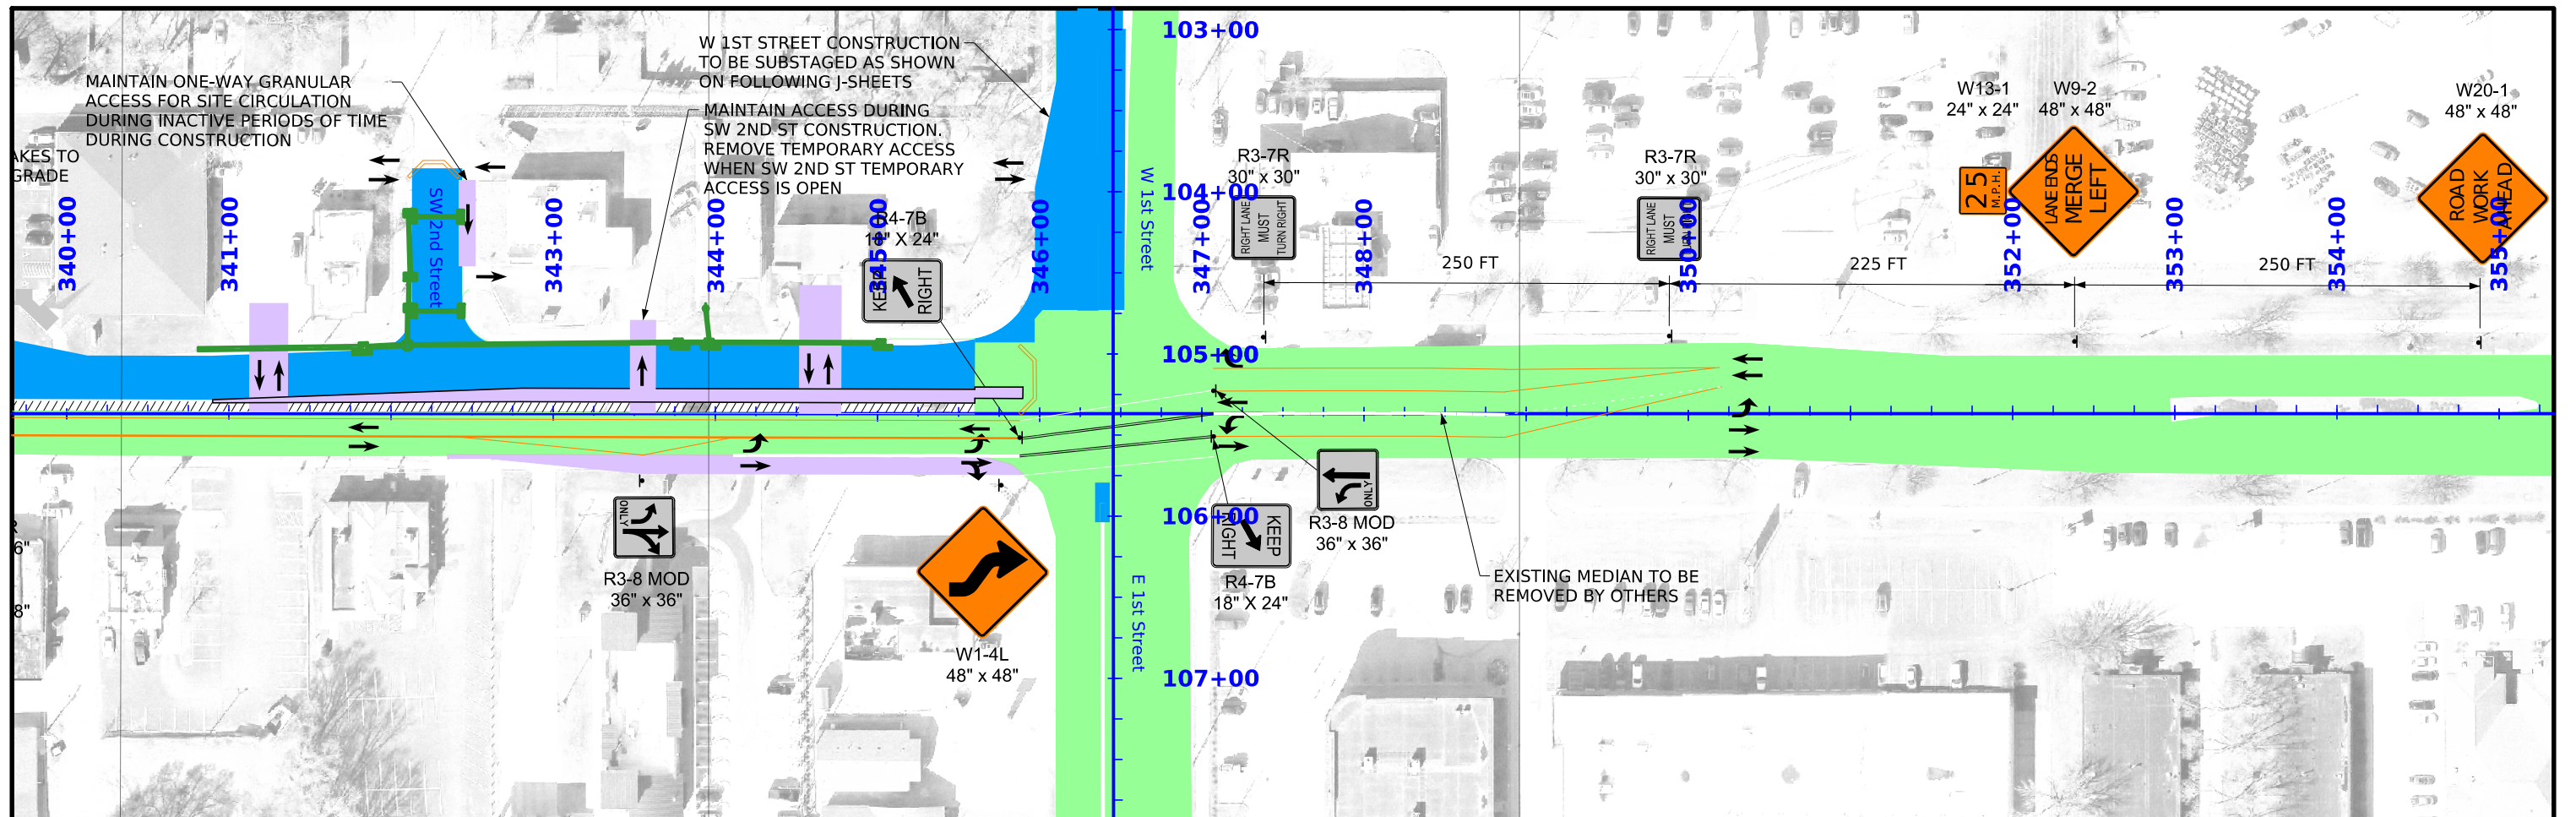 W 1ST STREET CONSTRUCTION
TO BE SUBSTAGED AS SHOWN
ON FOLLOWING J-SHEETS
MAINTAIN ONE-WAY GRANULAR
ACCESS FOR SITE CIRCULATION
DURING INACTIVE PERIODS OF TIME
DURING CONSTRUCTION
AKES TO
GRADE
MAINTAIN ACCESS DURING
SW 2ND ST CONSTRUCTION.
REMOVE TEMPORARY ACCESS
WHEN SW 2ND ST TEMPORARY
ACCESS IS OPEN
103+00
104+00
105+00
106+00
107+00
340+00
341+00
SW 2nd Street
343+00
344+00
345+00
346+00
347+00
348+00
350+00
352+00
353+00
354+00
355+00
W 1st Street
E 1st Street
R4-7B
18" X 24"
KEEP
RIGHT
R3-7R
30" x 30"
RIGHT LANE
MUST
TURN RIGHT
R3-7R
30" x 30"
RIGHT LANE
MUST
TURN RIGHT
W13-1
24" x 24"
25
M.P.H.
W9-2
48" x 48"
LANE ENDS
MERGE
LEFT
W20-1
48" x 48"
ROAD
WORK
AHEAD
250 FT
225 FT
250 FT
ONLY
R3-8 MOD
36" x 36"
W1-4L
48" x 48"
KEEP
RIGHT
R4-7B
18" X 24"
ONLY
R3-8 MOD
36" x 36"
EXISTING MEDIAN TO BE
REMOVED BY OTHERS
6"
8"